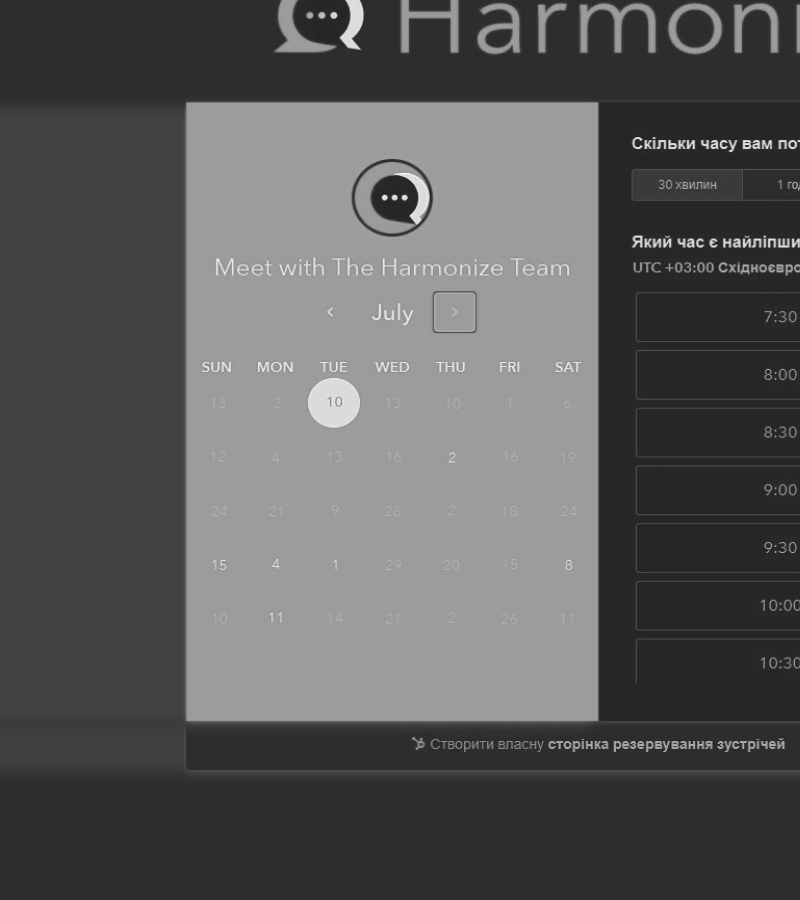 Harmoni
Meet with The Harmonize Team
July
SUN MON TUE WED THU FRI SAT
13 2 10 13 10 1 6
12 4 13 16 2 16 19
24 21 9 28 2 18 24
15 4 1 29 20 15 8
10 11 14 21 2 26 11
Скільки часу вам пот
30 хвилин 1 го
Який час є найліпши
UTC +03:00 Східноєвро
7:30
8:00
8:30
9:00
9:30
10:00
10:30
Створити власну сторінка резервування зустрічей